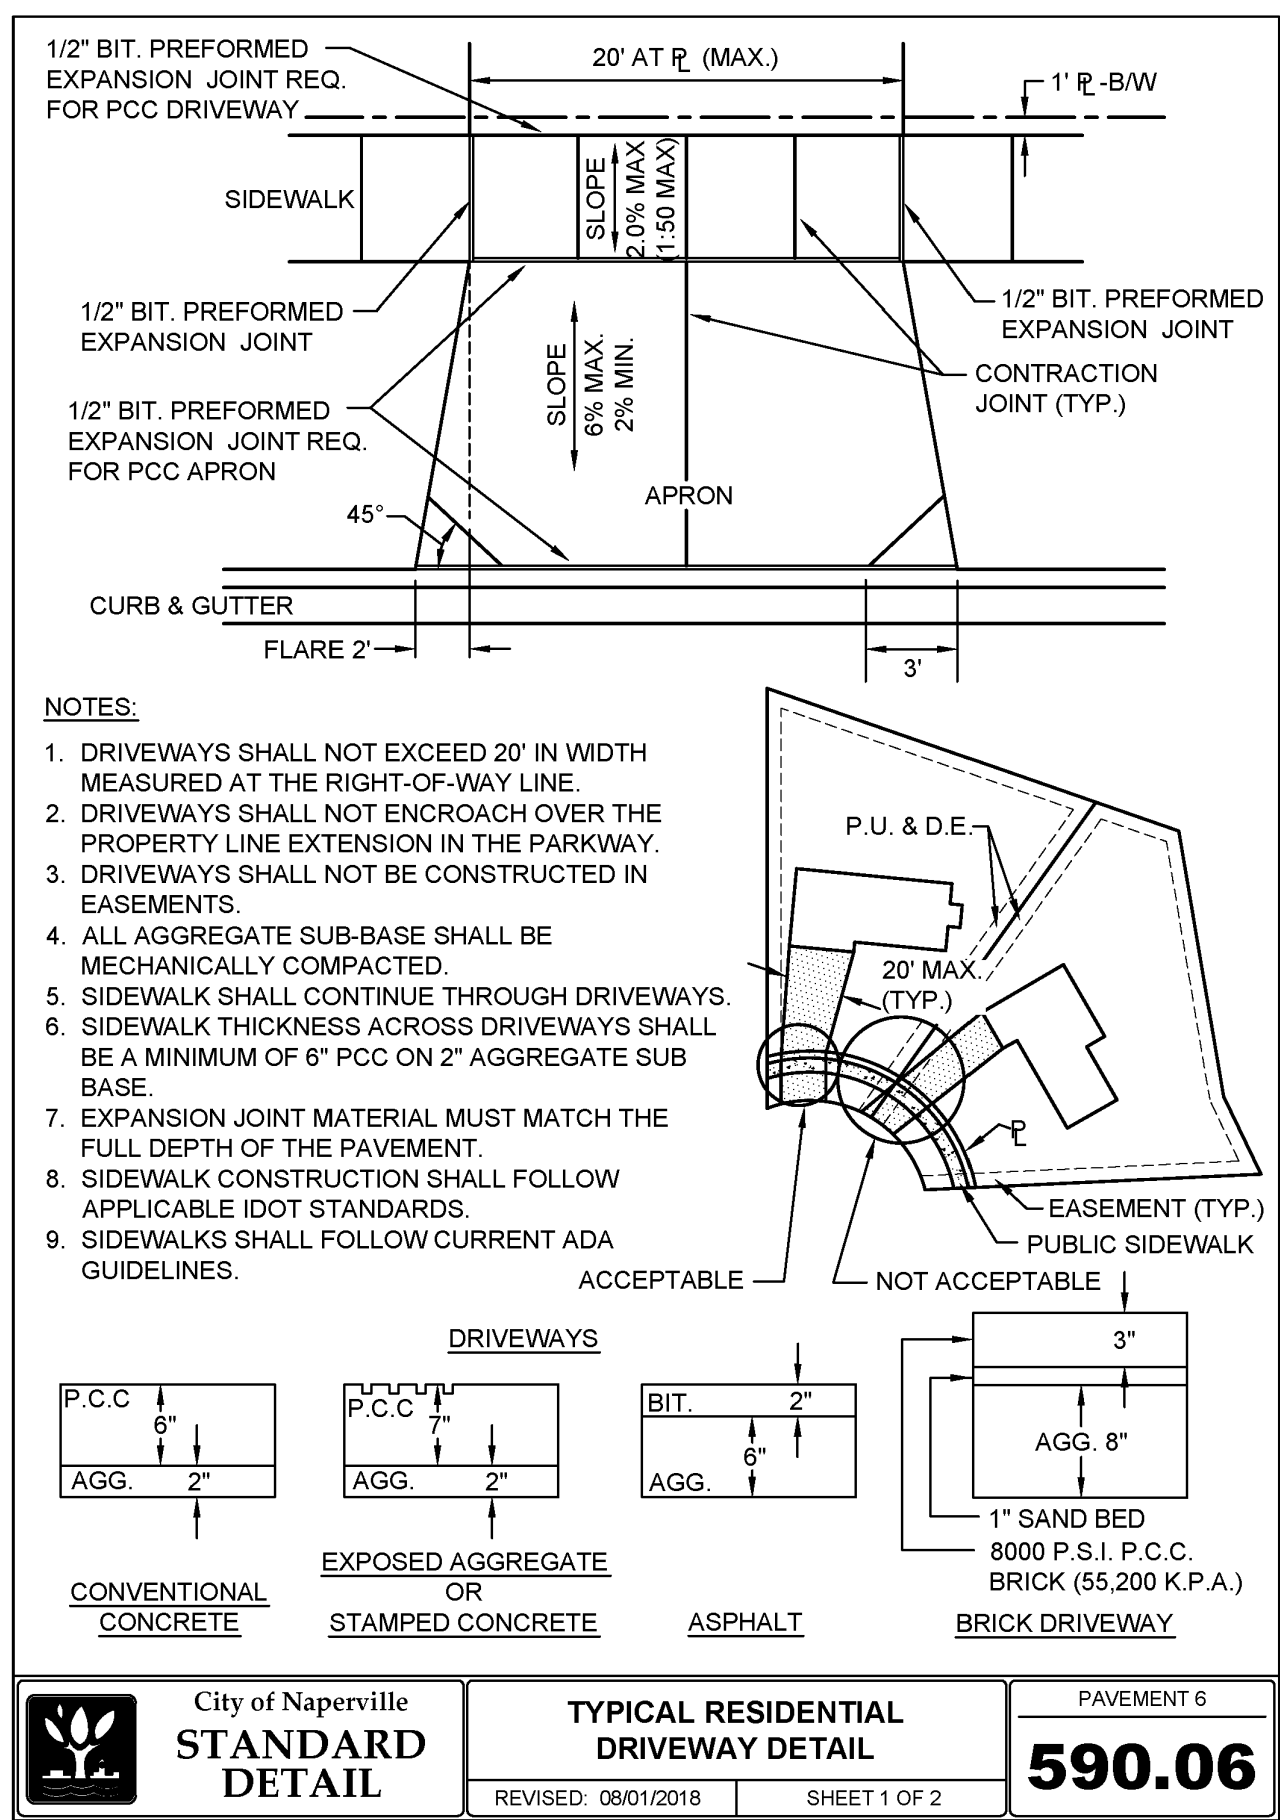 1/2" BIT. PREFORMED
EXPANSION JOINT REQ.
FOR PCC DRIVEWAY
20' AT ⅊ (MAX.)
1' ⅊ -B/W
SIDEWALK
SLOPE
2.0% MAX
(1:50 MAX)
1/2" BIT. PREFORMED
EXPANSION JOINT
1/2" BIT. PREFORMED
EXPANSION JOINT
SLOPE
6% MAX.
2% MIN.
CONTRACTION
JOINT (TYP.)
1/2" BIT. PREFORMED
EXPANSION JOINT REQ.
FOR PCC APRON
APRON
45°
CURB & GUTTER
FLARE 2'
3'
NOTES:
1. DRIVEWAYS SHALL NOT EXCEED 20' IN WIDTH
MEASURED AT THE RIGHT-OF-WAY LINE.
2. DRIVEWAYS SHALL NOT ENCROACH OVER THE
PROPERTY LINE EXTENSION IN THE PARKWAY.
3. DRIVEWAYS SHALL NOT BE CONSTRUCTED IN
EASEMENTS.
4. ALL AGGREGATE SUB-BASE SHALL BE
MECHANICALLY COMPACTED.
5. SIDEWALK SHALL CONTINUE THROUGH DRIVEWAYS.
6. SIDEWALK THICKNESS ACROSS DRIVEWAYS SHALL
BE A MINIMUM OF 6" PCC ON 2" AGGREGATE SUB
BASE.
7. EXPANSION JOINT MATERIAL MUST MATCH THE
FULL DEPTH OF THE PAVEMENT.
8. SIDEWALK CONSTRUCTION SHALL FOLLOW
APPLICABLE IDOT STANDARDS.
9. SIDEWALKS SHALL FOLLOW CURRENT ADA
GUIDELINES.
P.U. & D.E.
20' MAX.
(TYP.)
⅊
EASEMENT (TYP.)
PUBLIC SIDEWALK
ACCEPTABLE
NOT ACCEPTABLE
DRIVEWAYS
P.C.C
6"
AGG.
2"
CONVENTIONAL
CONCRETE
P.C.C
7"
AGG.
2"
EXPOSED AGGREGATE
OR
STAMPED CONCRETE
BIT.
2"
6"
AGG.
ASPHALT
3"
AGG. 8"
1" SAND BED
8000 P.S.I. P.C.C.
BRICK (55,200 K.P.A.)
BRICK DRIVEWAY
City of Naperville
STANDARD
DETAIL
TYPICAL RESIDENTIAL
DRIVEWAY DETAIL
REVISED: 08/01/2018
SHEET 1 OF 2
PAVEMENT 6
590.06